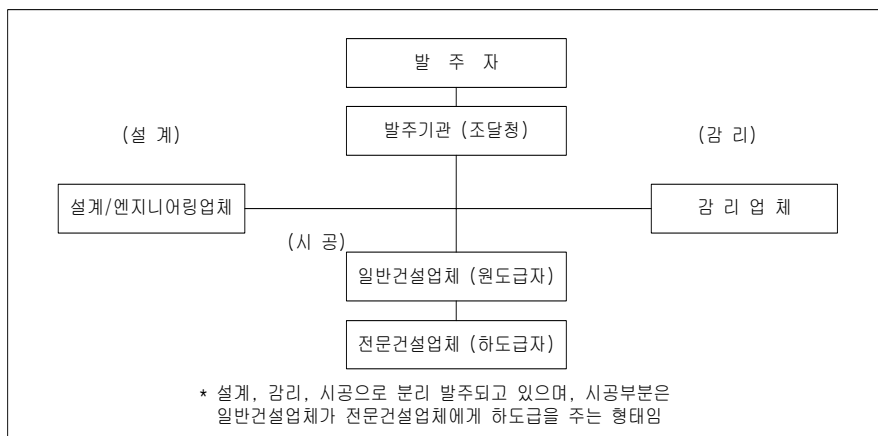 발 주 자
발주기관 (조달청)
(설 계)
(감 리)
설계/엔지니어링업체
감 리 업 체
(시 공)
일반건설업체 (원도급자)
전문건설업체 (하도급자)
* 설계, 감리, 시공으로 분리 발주되고 있으며, 시공부분은
일반건설업체가 전문건설업체에게 하도급을 주는 형태임